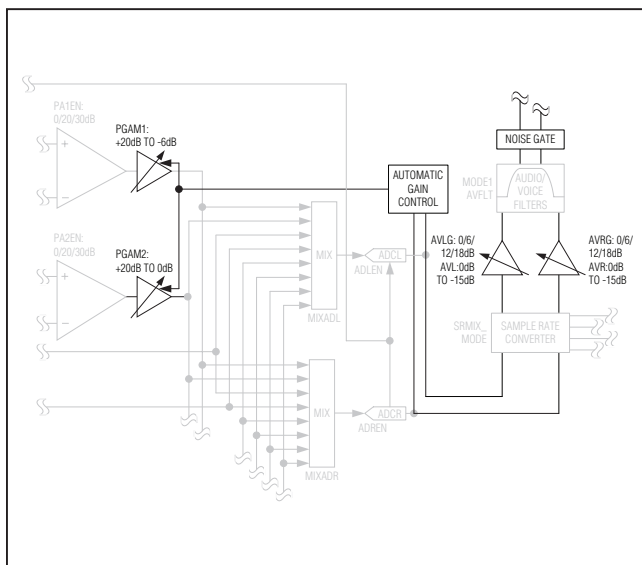 PA1EN:
0/20/30dB
PGAM1:
+20dB TO -6dB
+
-
PA2EN:
0/20/30dB
PGAM2:
+20dB TO 0dB
+
-
MIX
MIXADL
ADLEN
ADCL
MIX
MIXADR
ADREN
ADCR
AUTOMATIC
GAIN
CONTROL
NOISE GATE
MODE1
AVFLT
AUDIO/
VOICE
FILTERS
AVLG: 0/6/
12/18dB
AVL:0dB
TO -15dB
AVRG: 0/6/
12/18dB
AVR:0dB
TO -15dB
SRMIX_
MODE
SAMPLE RATE
CONVERTER